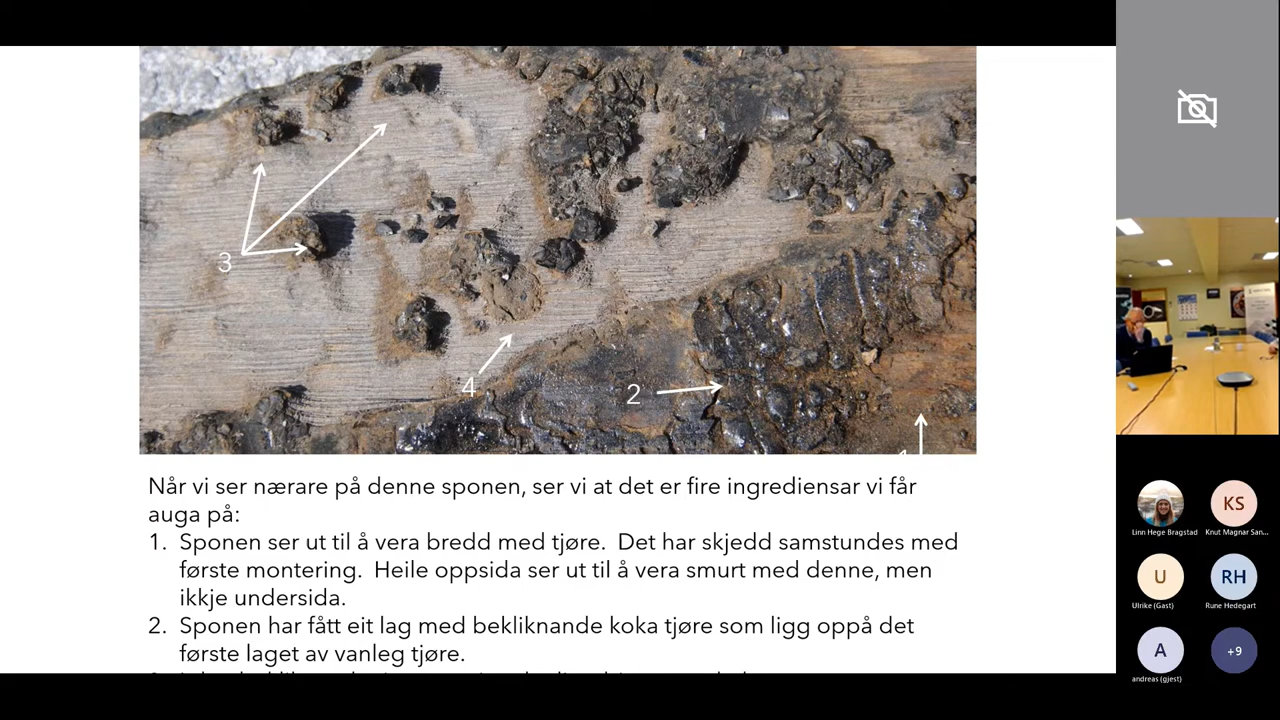 3
4
2
Når vi ser nærare på denne sponen, ser vi at det er fire ingrediensar vi får
auga på:
1. Sponen ser ut til å vera bredd med tjøre. Det har skjedd samstundes med
første montering. Heile oppsida ser ut til å vera smurt med denne, men
ikkje undersida.
2. Sponen har fått eit lag med bekliknande koka tjøre som ligg oppå det
første laget av vanleg tjøre.
KS
Linn Hege Bragstad
Knut Magnar San...
U
RH
Ulrike (Gast)
Rune Hedegart
A
+9
andreas (gjest)